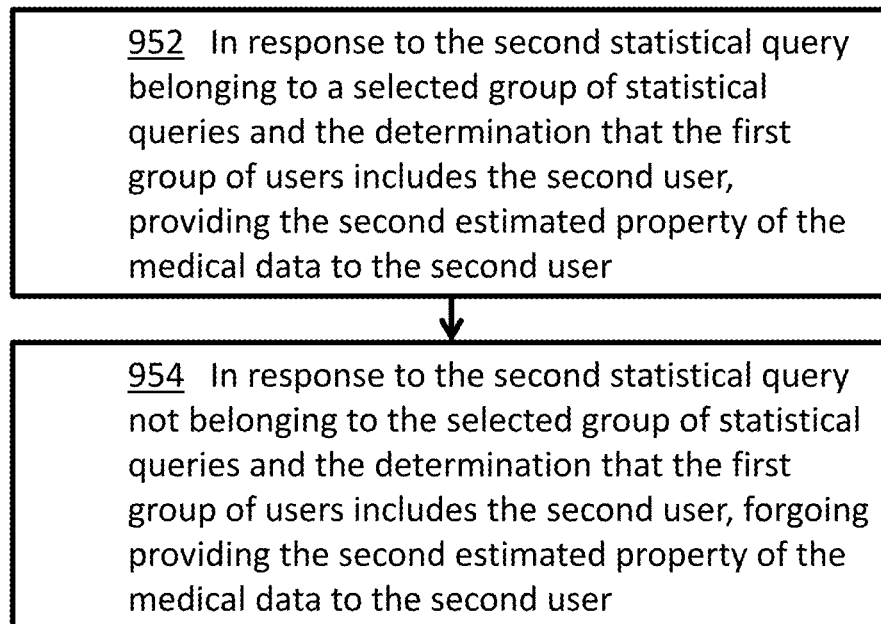 952 In response to the second statistical query
belonging to a selected group of statistical
queries and the determination that the first
group of users includes the second user,
providing the second estimated property of the
medical data to the second user
954 In response to the second statistical query
not belonging to the selected group of statistical
queries and the determination that the first
group of users includes the second user, forgoing
providing the second estimated property of the
medical data to the second user